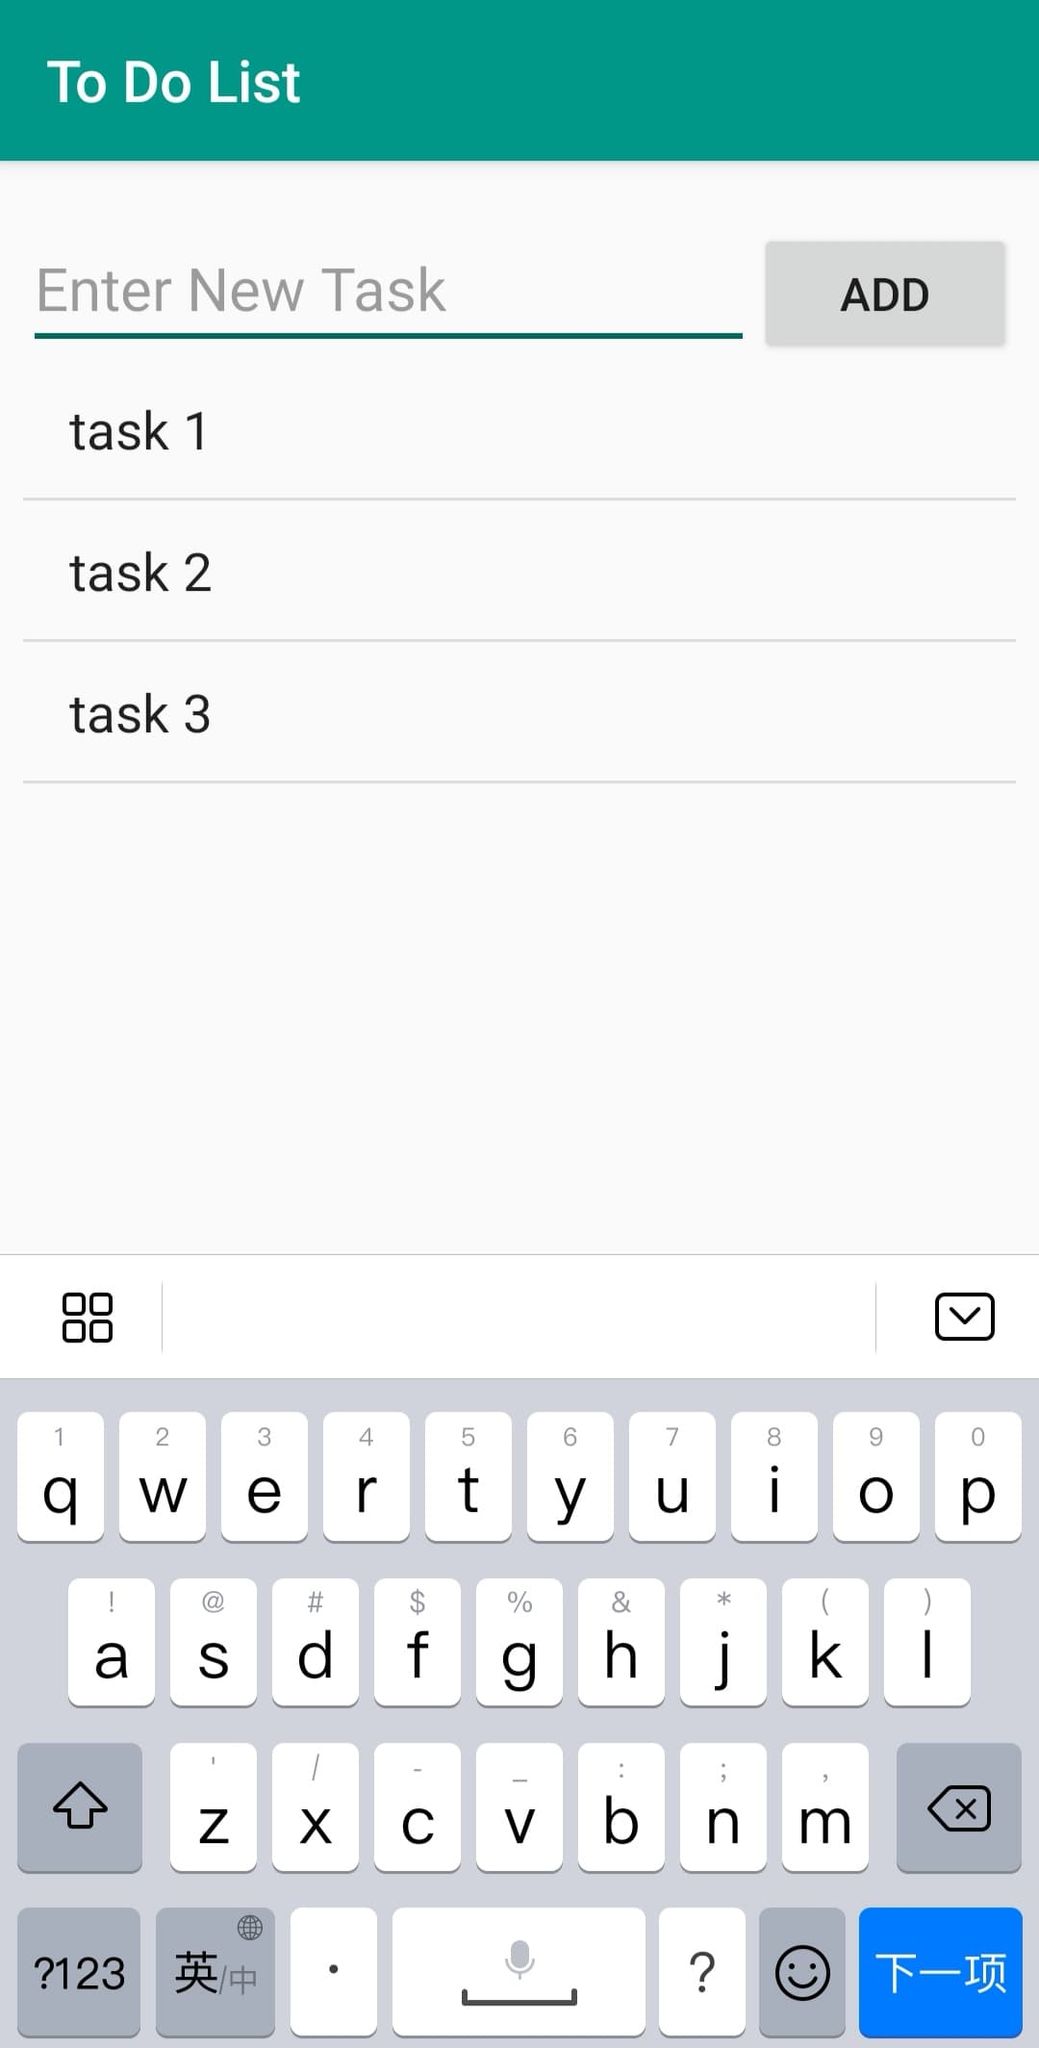 To Do List
Enter New Task ADD
task 1
task 2
task 3
1 2 3 4 5 6 7 8 9 0
q w e r t y u i o p
! @ # $ % & * ( )
a s d f g h j k l
' / - _ : ; ,
z x c v b n m
?123 英/中 . ? 下一项